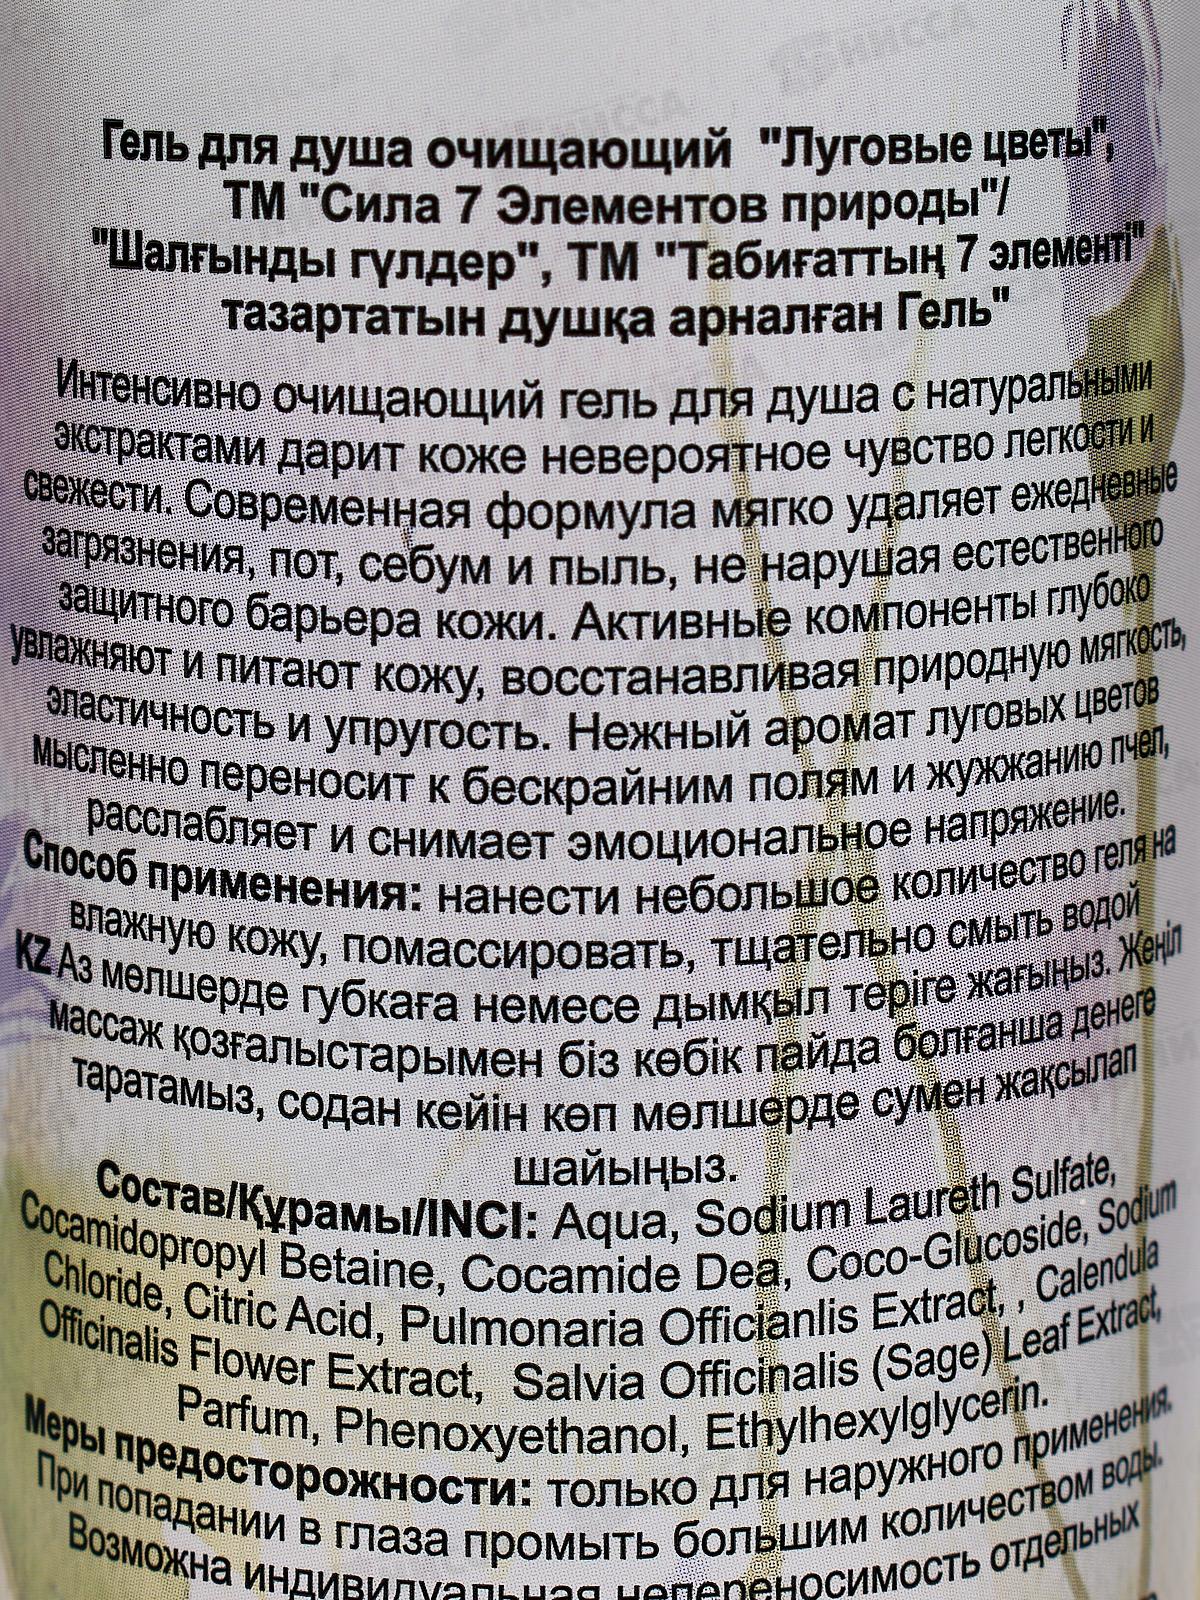 НИССА
Гель для душа очищающий "Луговые цветы",
ТМ "Сила 7 Элементов природы"/
"Шалғынды гүлдер", ТМ "Табиғаттың 7 элементі"
тазартатын душқа арналған Гель"
Интенсивно очищающий гель для душа с натуральными
экстрактами дарит коже невероятное чувство легкости и
свежести. Современная формула мягко удаляет ежедневные
загрязнения, пот, себум и пыль, не нарушая естественного
защитного барьера кожи. Активные компоненты глубоко
увлажняют и питают кожу, восстанавливая природную мягкость,
эластичность и упругость. Нежный аромат луговых цветов
мысленно переносит к бескрайним полям и жужжанию пчел,
расслабляет и снимает эмоциональное напряжение.
Способ применения: нанести небольшое количество геля на
влажную кожу, помассировать, тщательно смыть водой
KZ Аз мөлшерде губкаға немесе дымқыл теріге жағыңыз. Жеңіл
массаж қозғалыстарымен біз көбік пайда болғанша денеге
таратамыз, содан кейін көп мөлшерде сумен жақсылап
шайыңыз.
Состав/Құрамы/INCI: Aqua, Sodium Laureth Sulfate,
Cocamidopropyl Betaine, Cocamide Dea, Coco-Glucoside, Sodium
Chloride, Citric Acid, Pulmonaria Officianlis Extract, , Calendula
Officinalis Flower Extract, Salvia Officinalis (Sage) Leaf Extract,
Parfum, Phenoxyethanol, Ethylhexylglycerin.
Меры предосторожности: только для наружного применения.
При попадании в глаза промыть большим количеством воды.
Возможна индивидуальная непереносимость отдельных